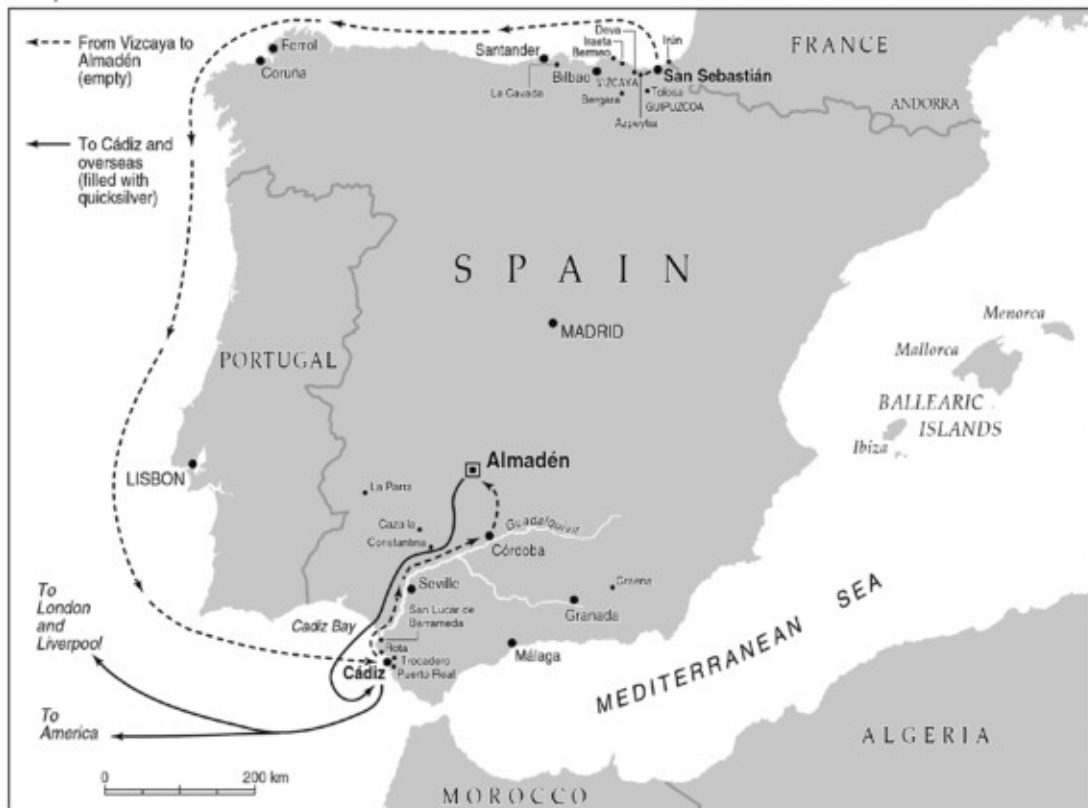 From Vizcaya to
Almadén
(empty)
To Cádiz and
overseas
(filled with
quicksilver)
Ferrol
Coruña
Santander
La Cavada
Bilbao
Deva
Iraeta
Bermeo
Irún
VIZCAYA
San Sebastián
Tolosa
GUIPUZCOA
Bergara
Azpeytia
FRANCE
ANDORRA
SPAIN
MADRID
PORTUGAL
LISBON
Menorca
Mallorca
BALLEARIC
ISLANDS
Ibiza
Almadén
La Parra
Cazalla
Constantina
Guadalquivir
Córdoba
Seville
Granada
San Lucar de
Barrameda
Cadiz Bay
Rota
Trocadero
Cádiz
Puerto Real
Málaga
MEDITERRANEAN SEA
To
London
and
Liverpool
To
America
0 200 km
MOROCCO
ALGERIA